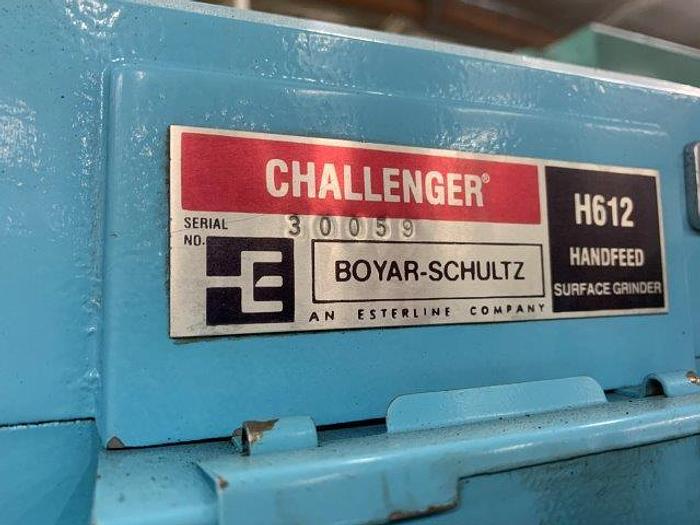 CHALLENGER®
SERIAL NO. 30059
BOYAR-SCHULTZ
AN ESTERLINE COMPANY
H612
HANDFEED
SURFACE GRINDER